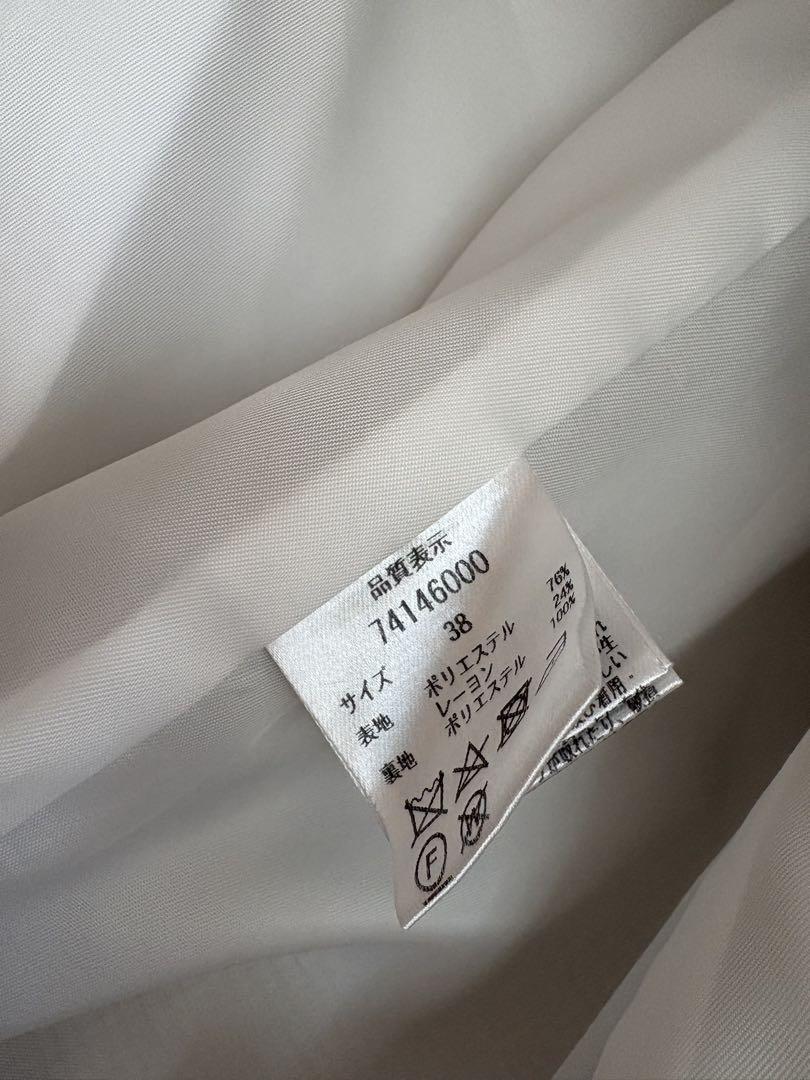 品質表示
74146000
サイズ 38
表地 ポリエステル 76%
レーヨン 24%
裏地 ポリエステル 100%
F W